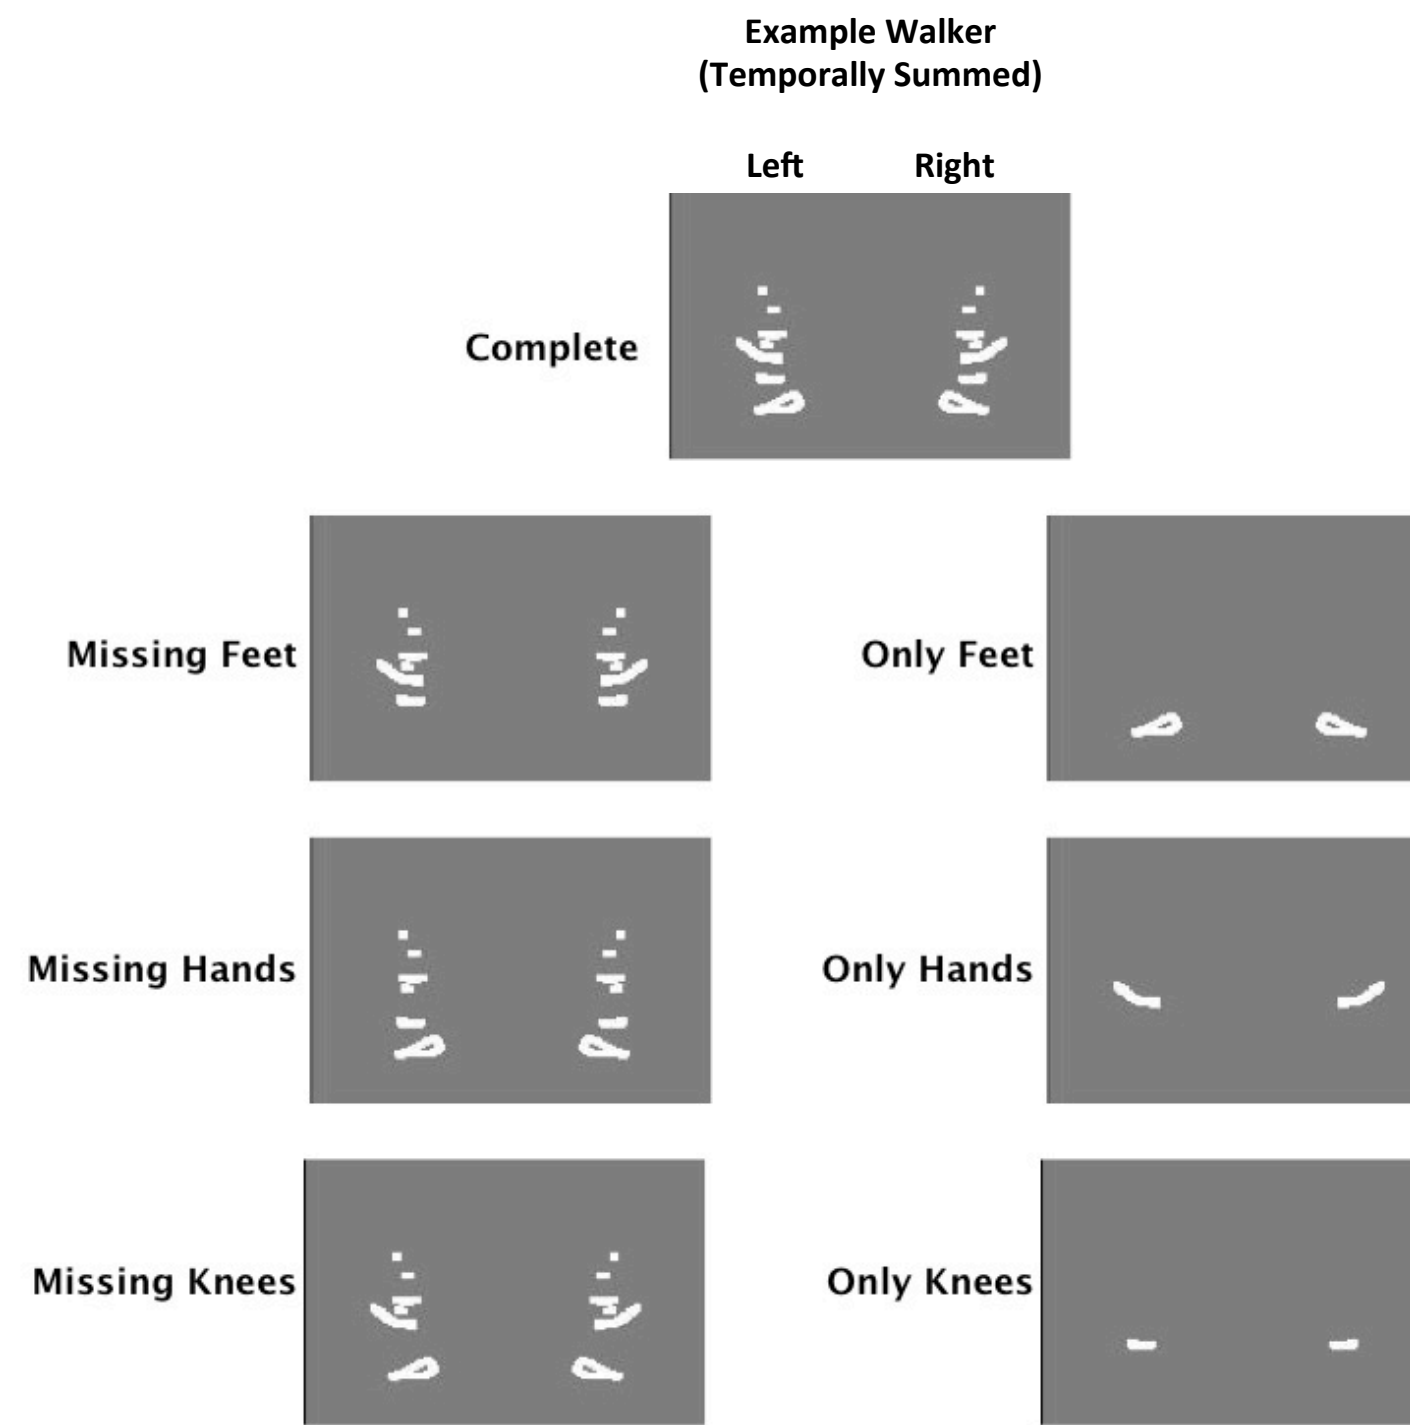 Example Walker
(Temporally Summed)
Left Right
Complete
Missing Feet
Only Feet
Missing Hands
Only Hands
Missing Knees
Only Knees